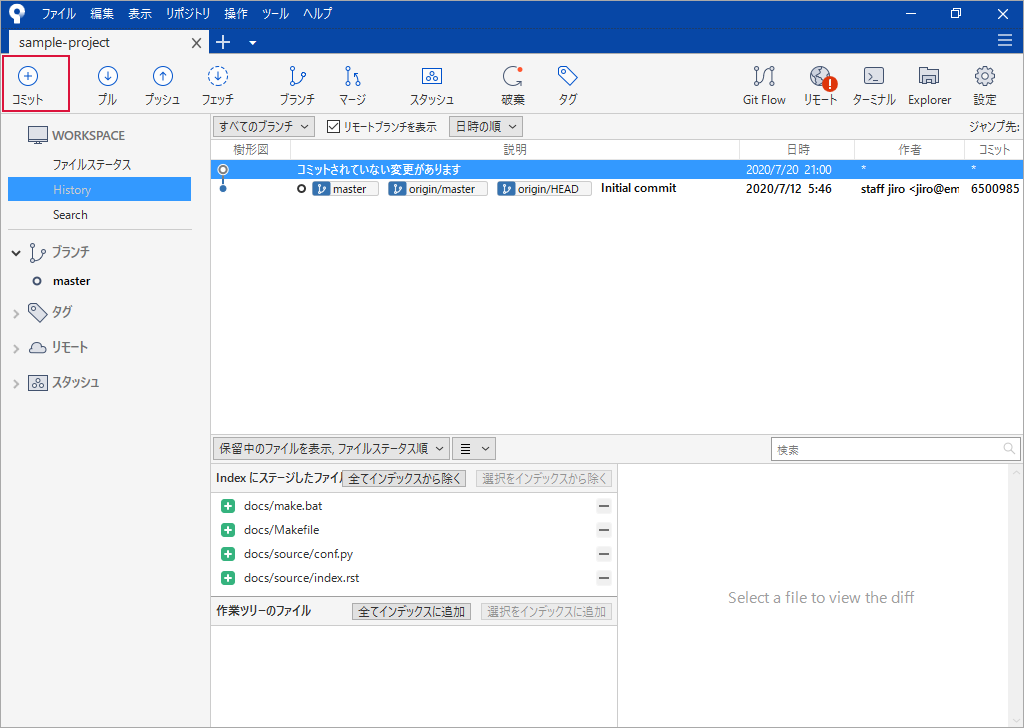 ファイル 編集 表示 リポジトリ 操作 ツール ヘルプ
sample-project
コミット プル プッシュ フェッチ ブランチ マージ スタッシュ 破棄 タグ Git Flow リモート ターミナル Explorer 設定
WORKSPACE
ファイルステータス
History
Search
ブランチ
master
タグ
リモート
スタッシュ
すべてのブランチ リモートブランチを表示 日時の順 ジャンプ先:
樹形図 説明 日時 作者 コミット
コミットされていない変更があります 2020/7/20 21:00 * *
master origin/master origin/HEAD Initial commit 2020/7/12 5:46 staff jiro <jiro@em 6500985
保留中のファイルを表示, ファイルステータス順 検索
Index にステージしたファイル 全てインデックスから除く 選択をインデックスから除く
docs/make.bat
docs/Makefile
docs/source/conf.py
docs/source/index.rst
作業ツリーのファイル 全てインデックスに追加 選択をインデックスに追加
Select a file to view the diff